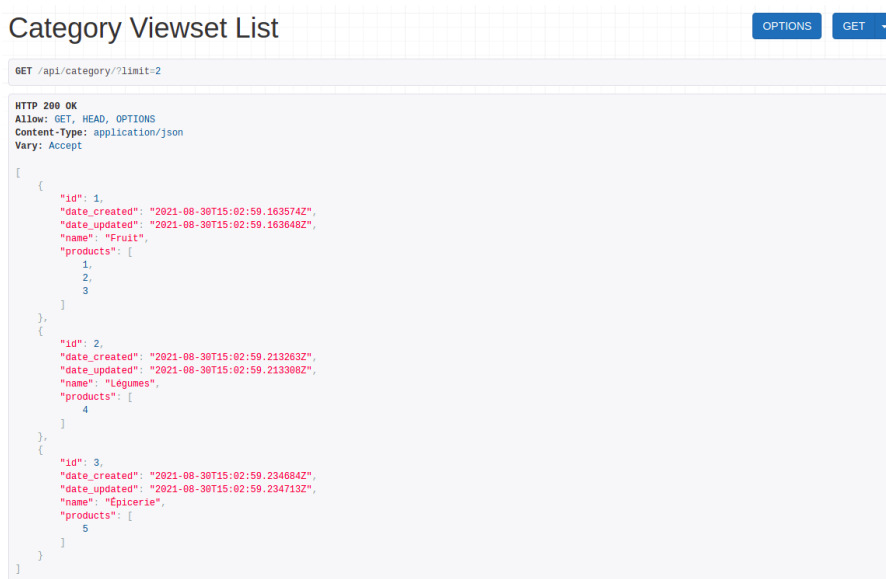 Category Viewset List
OPTIONS
GET
GET /api/category/?limit=2
HTTP 200 OK
Allow: GET, HEAD, OPTIONS
Content-Type: application/json
Vary: Accept
[
    {
        "id": 1,
        "date_created": "2021-08-30T15:02:59.163574Z",
        "date_updated": "2021-08-30T15:02:59.163648Z",
        "name": "Fruit",
        "products": [
            1,
            2,
            3
        ]
    },
    {
        "id": 2,
        "date_created": "2021-08-30T15:02:59.213263Z",
        "date_updated": "2021-08-30T15:02:59.213308Z",
        "name": "Légumes",
        "products": [
            4
        ]
    },
    {
        "id": 3,
        "date_created": "2021-08-30T15:02:59.234684Z",
        "date_updated": "2021-08-30T15:02:59.234713Z",
        "name": "Épicerie",
        "products": [
            5
        ]
    }
]